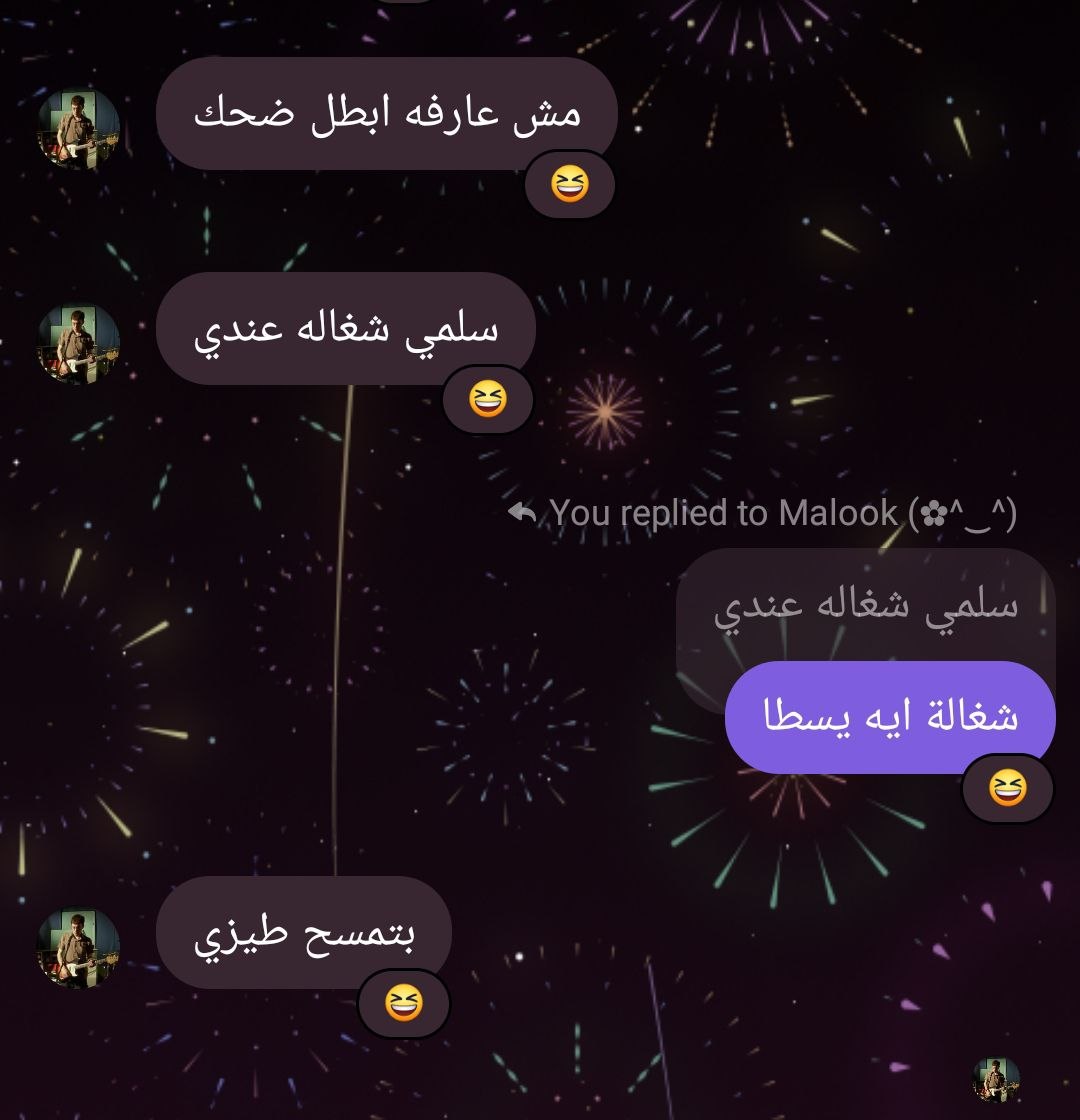 مش عارفه ابطل ضحك
😆
سلمي شغاله عندي
😆
You replied to Malook (✿^‿^)
سلمي شغاله عندي
شغالة ايه يسطا
😆
بتمسح طيزي
😆